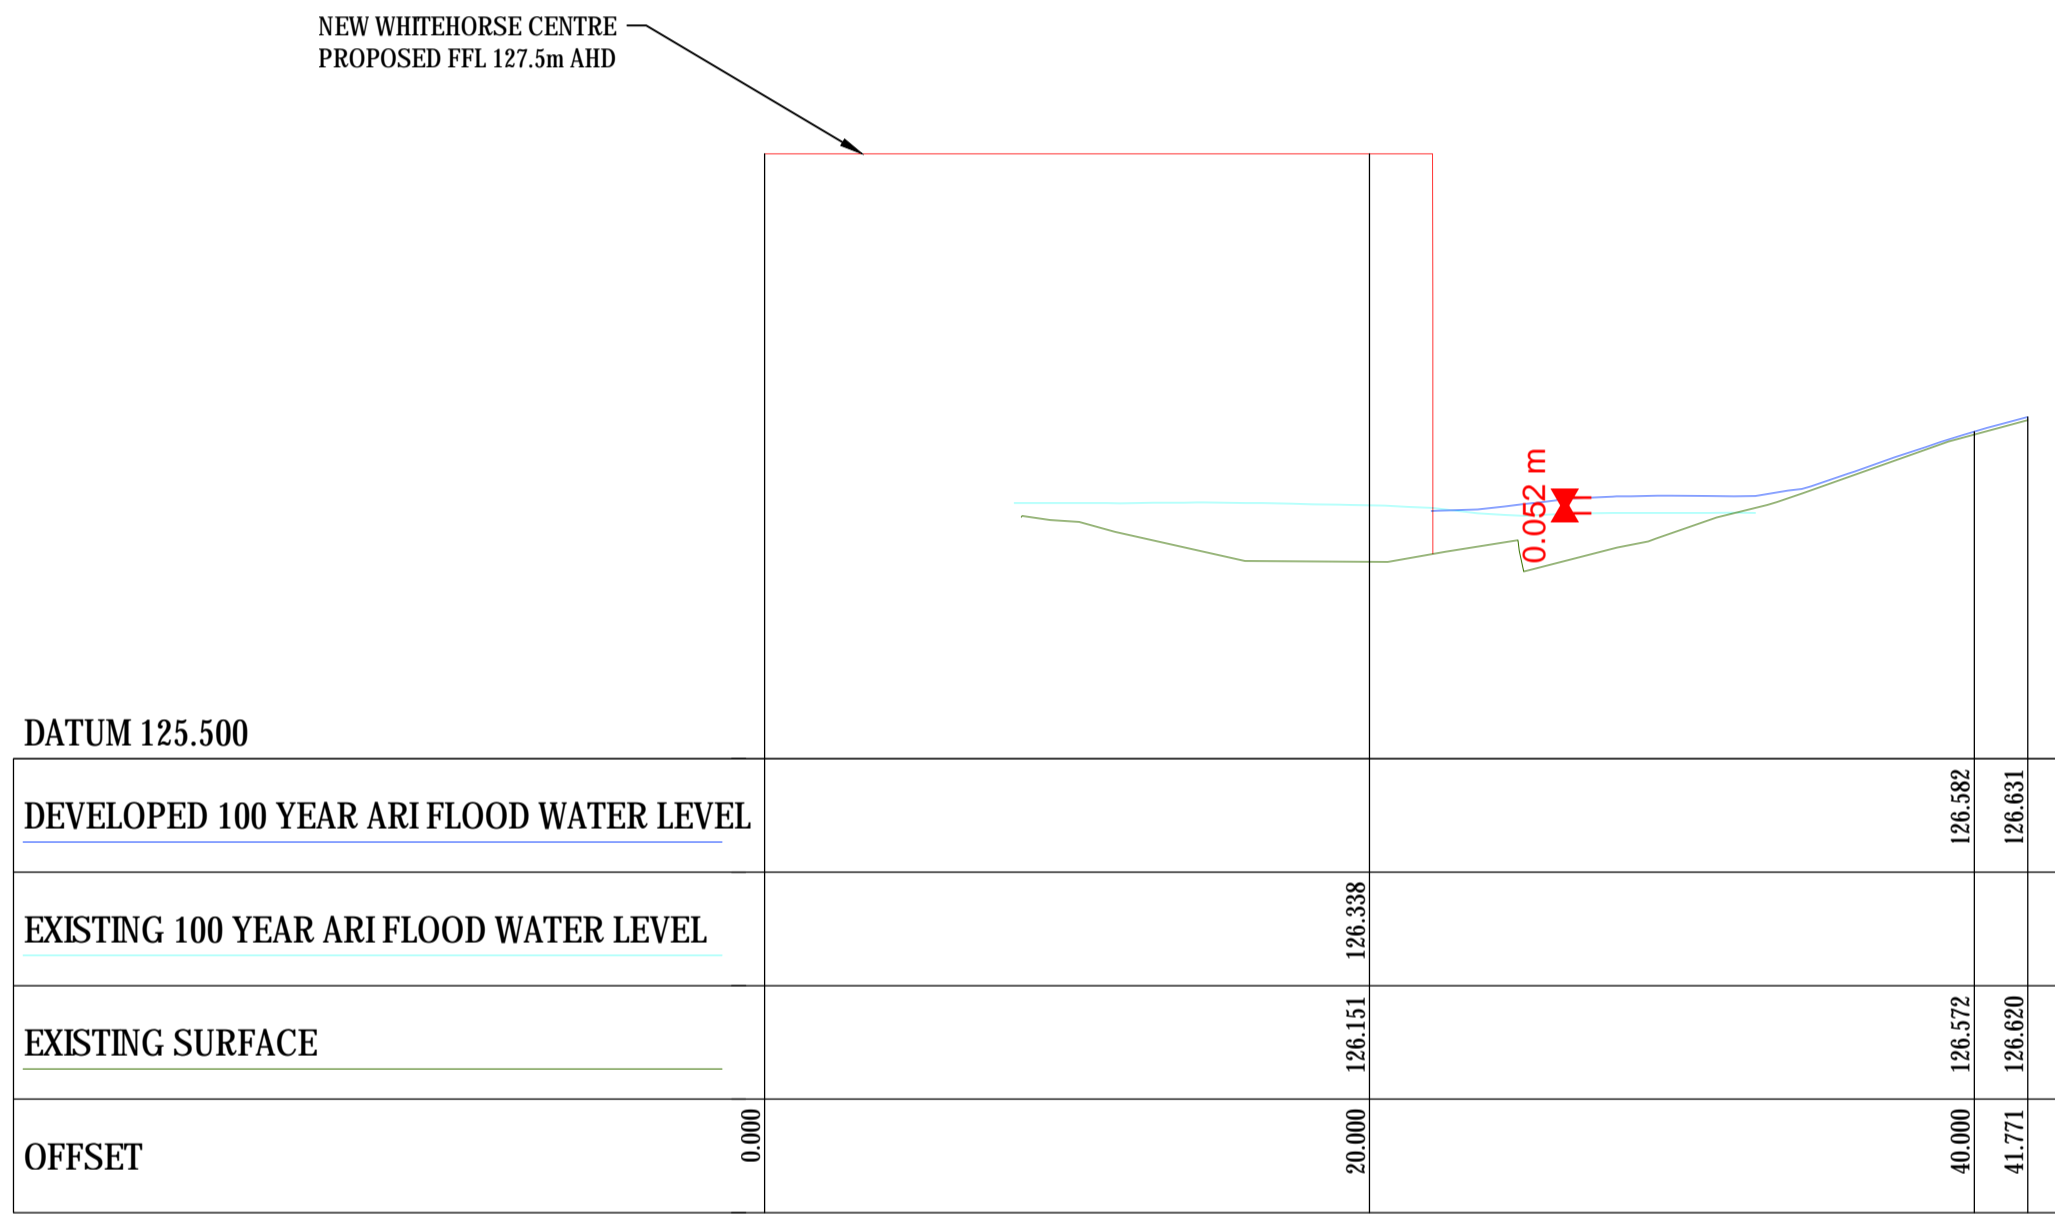 NEW WHITEHORSE CENTRE
PROPOSED FFL 127.5m AHD
0.052 m
DATUM 125.500
DEVELOPED 100 YEAR ARI FLOOD WATER LEVEL
126.582
126.631
EXISTING 100 YEAR ARI FLOOD WATER LEVEL
126.338
EXISTING SURFACE
126.151
126.572
126.620
OFFSET
0.000
20.000
40.000
41.771